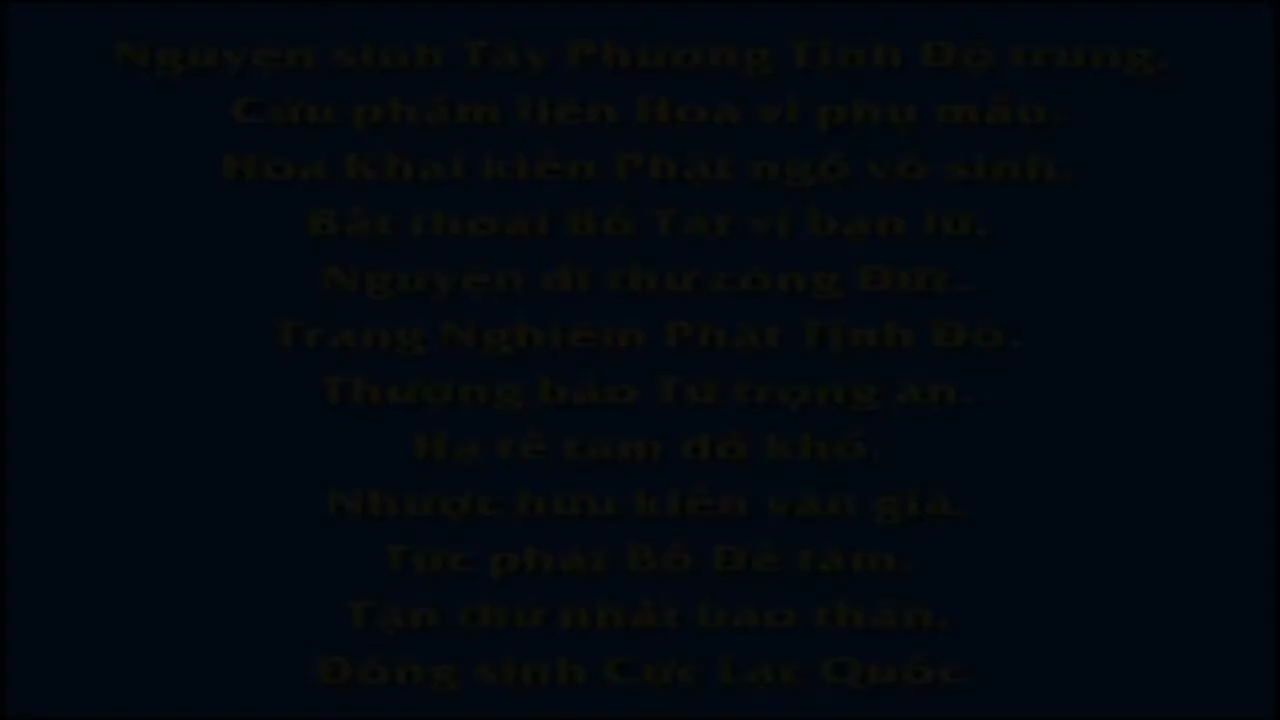 Nguyện sinh Tây Phương Tịnh Độ trung,
Cửu phẩm liên Hoa vi phụ mẫu.
Hoa Khai kiến Phật ngộ vô sinh,
Bất thoái Bồ Tát vi bạn lữ.
Nguyện dĩ thử công Đức,
Trang Nghiêm Phật Tịnh Độ.
Thượng báo Tứ trọng ân,
Hạ tế tam đồ khổ.
Nhược hữu kiến văn giả,
Tức phát Bồ Đề tâm.
Tận thử nhất báo thân,
Đồng sinh Cực Lạc Quốc